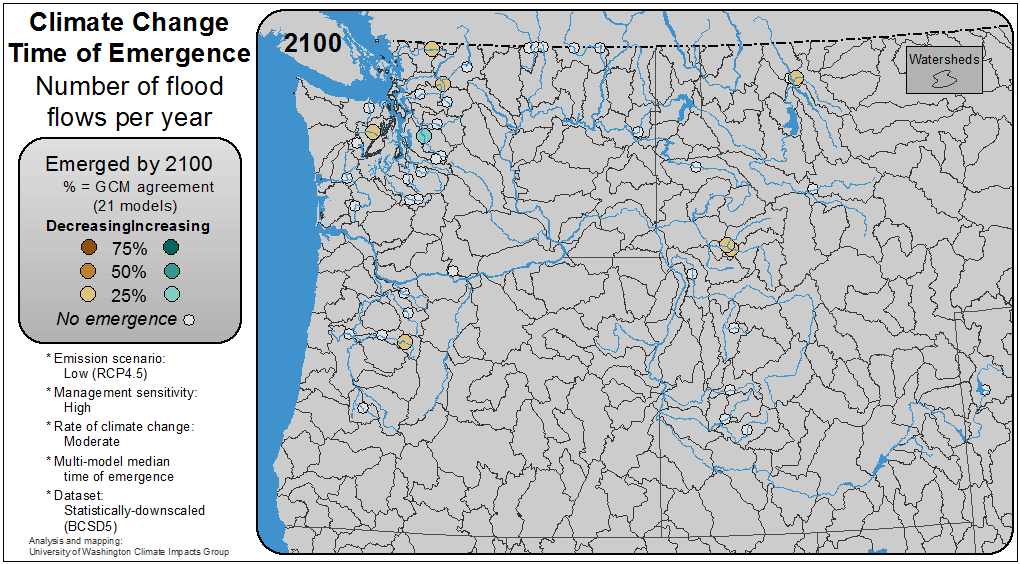 Climate Change
Time of Emergence
Number of flood
flows per year
Emerged by 2100
% = GCM agreement
(21 models)
DecreasingIncreasing
75%
50%
25%
No emergence
* Emission scenario:
Low (RCP4.5)
* Management sensitivity:
High
* Rate of climate change:
Moderate
* Multi-model median
time of emergence
* Dataset:
Statistically-downscaled
(BCSD5)
Analysis and mapping:
University of Washington Climate Impacts Group
2100
Watersheds